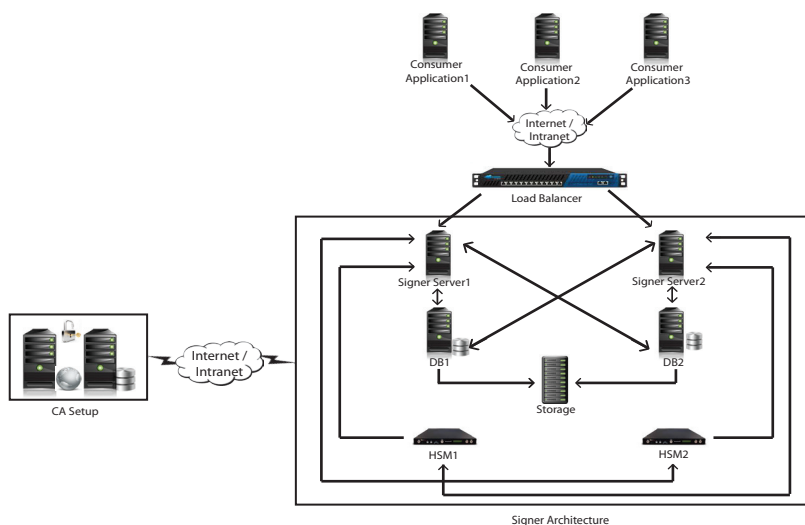 Consumer
Application1
Consumer
Application2
Consumer
Application3
Internet /
Intranet
Load Balancer
Signer Server1
Signer Server2
DB1
DB2
Internet /
Intranet
CA Setup
Storage
HSM1
HSM2
Signer Architecture